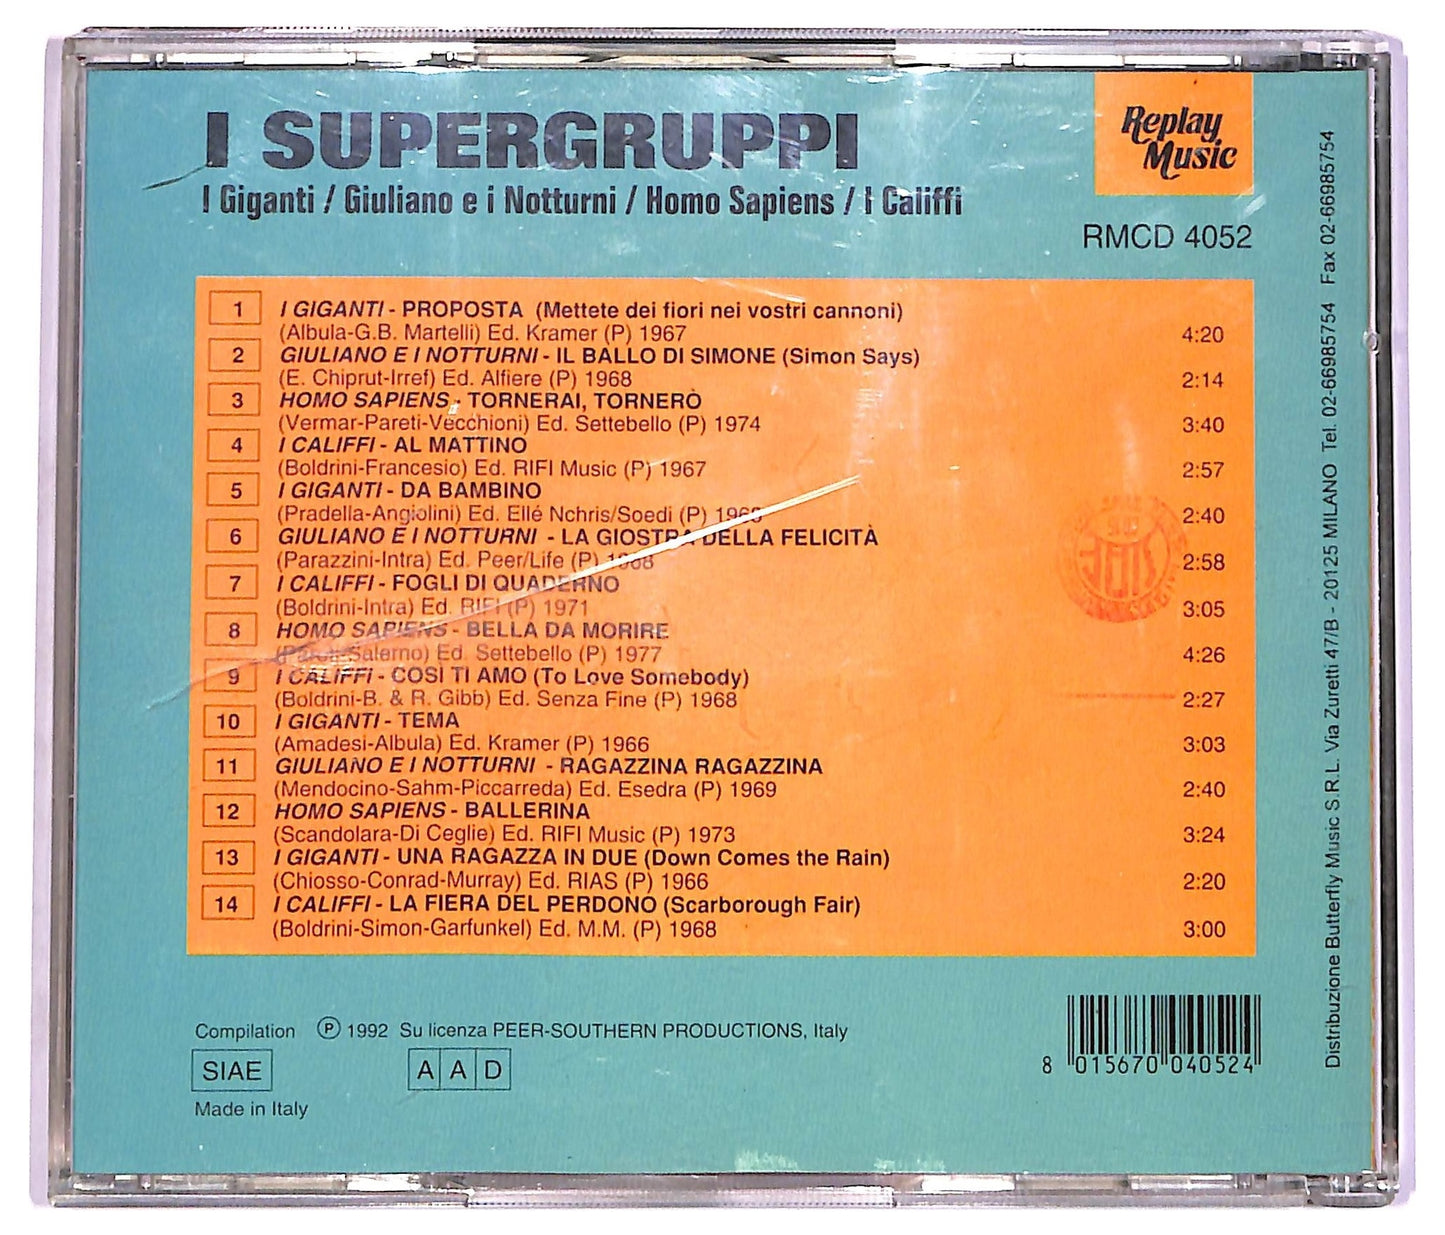 I SUPERGRUPPI
I Giganti / Giuliano e i Notturni / Homo Sapiens / I Califfi
Replay
Music
RMCD 4052
1 I GIGANTI - PROPOSTA (Mettete dei fiori nei vostri cannoni)
(Albula-G.B. Martelli) Ed. Kramer (P) 1967 4:20
2 GIULIANO E I NOTTURNI - IL BALLO DI SIMONE (Simon Says)
(E. Chiprut-Irref) Ed. Alfiere (P) 1968 2:14
3 HOMO SAPIENS - TORNERAI, TORNERÒ
(Vermar-Pareti-Vecchioni) Ed. Settebello (P) 1974 3:40
4 I CALIFFI - AL MATTINO
(Boldrini-Francesio) Ed. RIFI Music (P) 1967 2:57
5 I GIGANTI - DA BAMBINO
(Pradella-Angiolini) Ed. Ellé Nchris/Soedi (P) 2:40
6 GIULIANO E I NOTTURNI - LA GIOSTRA DELLA FELICITÀ
(Parazzini-Intra) Ed. Peer/Life (P) 1968 2:58
7 I CALIFFI - FOGLI DI QUADERNO
(Boldrini-Intra) Ed. RIFI (P) 1971 3:05
8 HOMO SAPIENS - BELLA DA MORIRE
(Pareti-Salerno) Ed. Settebello (P) 1977 4:26
9 I CALIFFI - COSI TI AMO (To Love Somebody)
(Boldrini-B. & R. Gibb) Ed. Senza Fine (P) 1968 2:27
10 I GIGANTI - TEMA
(Amadesi-Albula) Ed. Kramer (P) 1966 3:03
11 GIULIANO E I NOTTURNI - RAGAZZINA RAGAZZINA
(Mendocino-Sahm-Piccarreda) Ed. Esedra (P) 1969 2:40
12 HOMO SAPIENS - BALLERINA
(Scandolara-Di Ceglie) Ed. RIFI Music (P) 1973 3:24
13 I GIGANTI - UNA RAGAZZA IN DUE (Down Comes the Rain)
(Chiosso-Conrad-Murray) Ed. RIAS (P) 1966 2:20
14 I CALIFFI - LA FIERA DEL PERDONO (Scarborough Fair)
(Boldrini-Simon-Garfunkel) Ed. M.M. (P) 1968 3:00
Compilation ℗ 1992 Su licenza PEER-SOUTHERN PRODUCTIONS, Italy
SIAE
A A D
Made in Italy
8 015670 040524
Distribuzione Butterfly Music S.R.L. Via Zuretti 47/B - 20125 MILANO Tel. 02-66985754 Fax 02-66985754